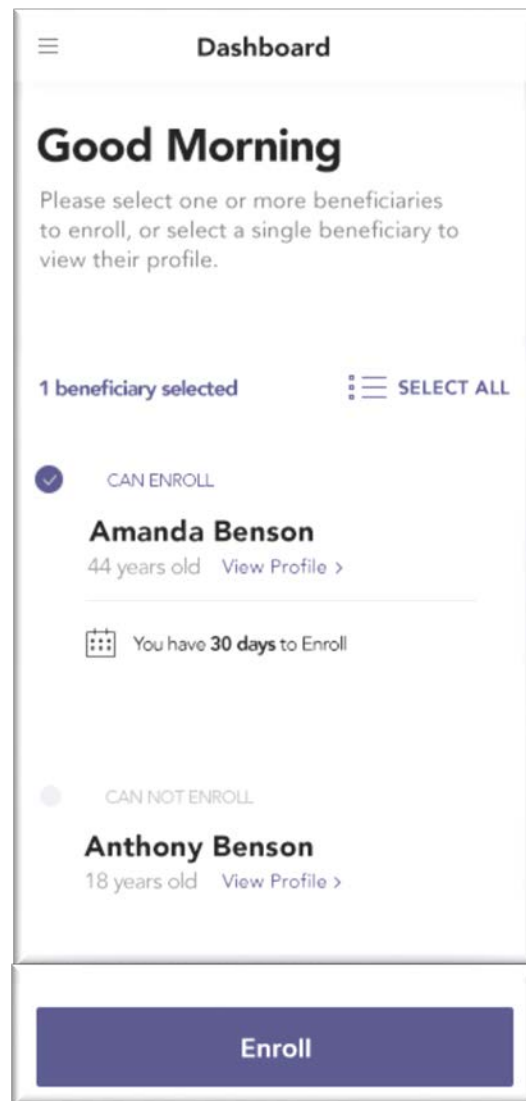 Dashboard
Good Morning
Please select one or more beneficiaries
to enroll, or select a single beneficiary to
view their profile.
1 beneficiary selected SELECT ALL
CAN ENROLL
Amanda Benson
44 years old View Profile >
You have 30 days to Enroll
CAN NOT ENROLL
Anthony Benson
18 years old View Profile >
Enroll